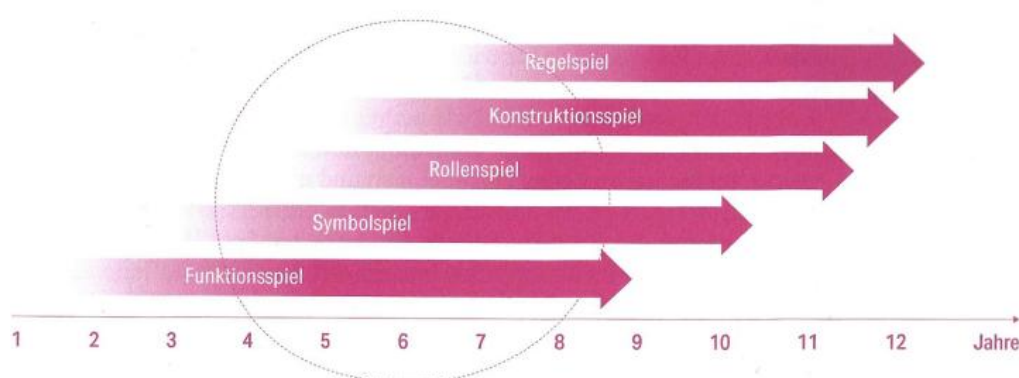 Regelspiel
Konstruktionsspiel
Rollenspiel
Symbolspiel
Funktionsspiel
1 2 3 4 5 6 7 8 9 10 11 12 Jahre